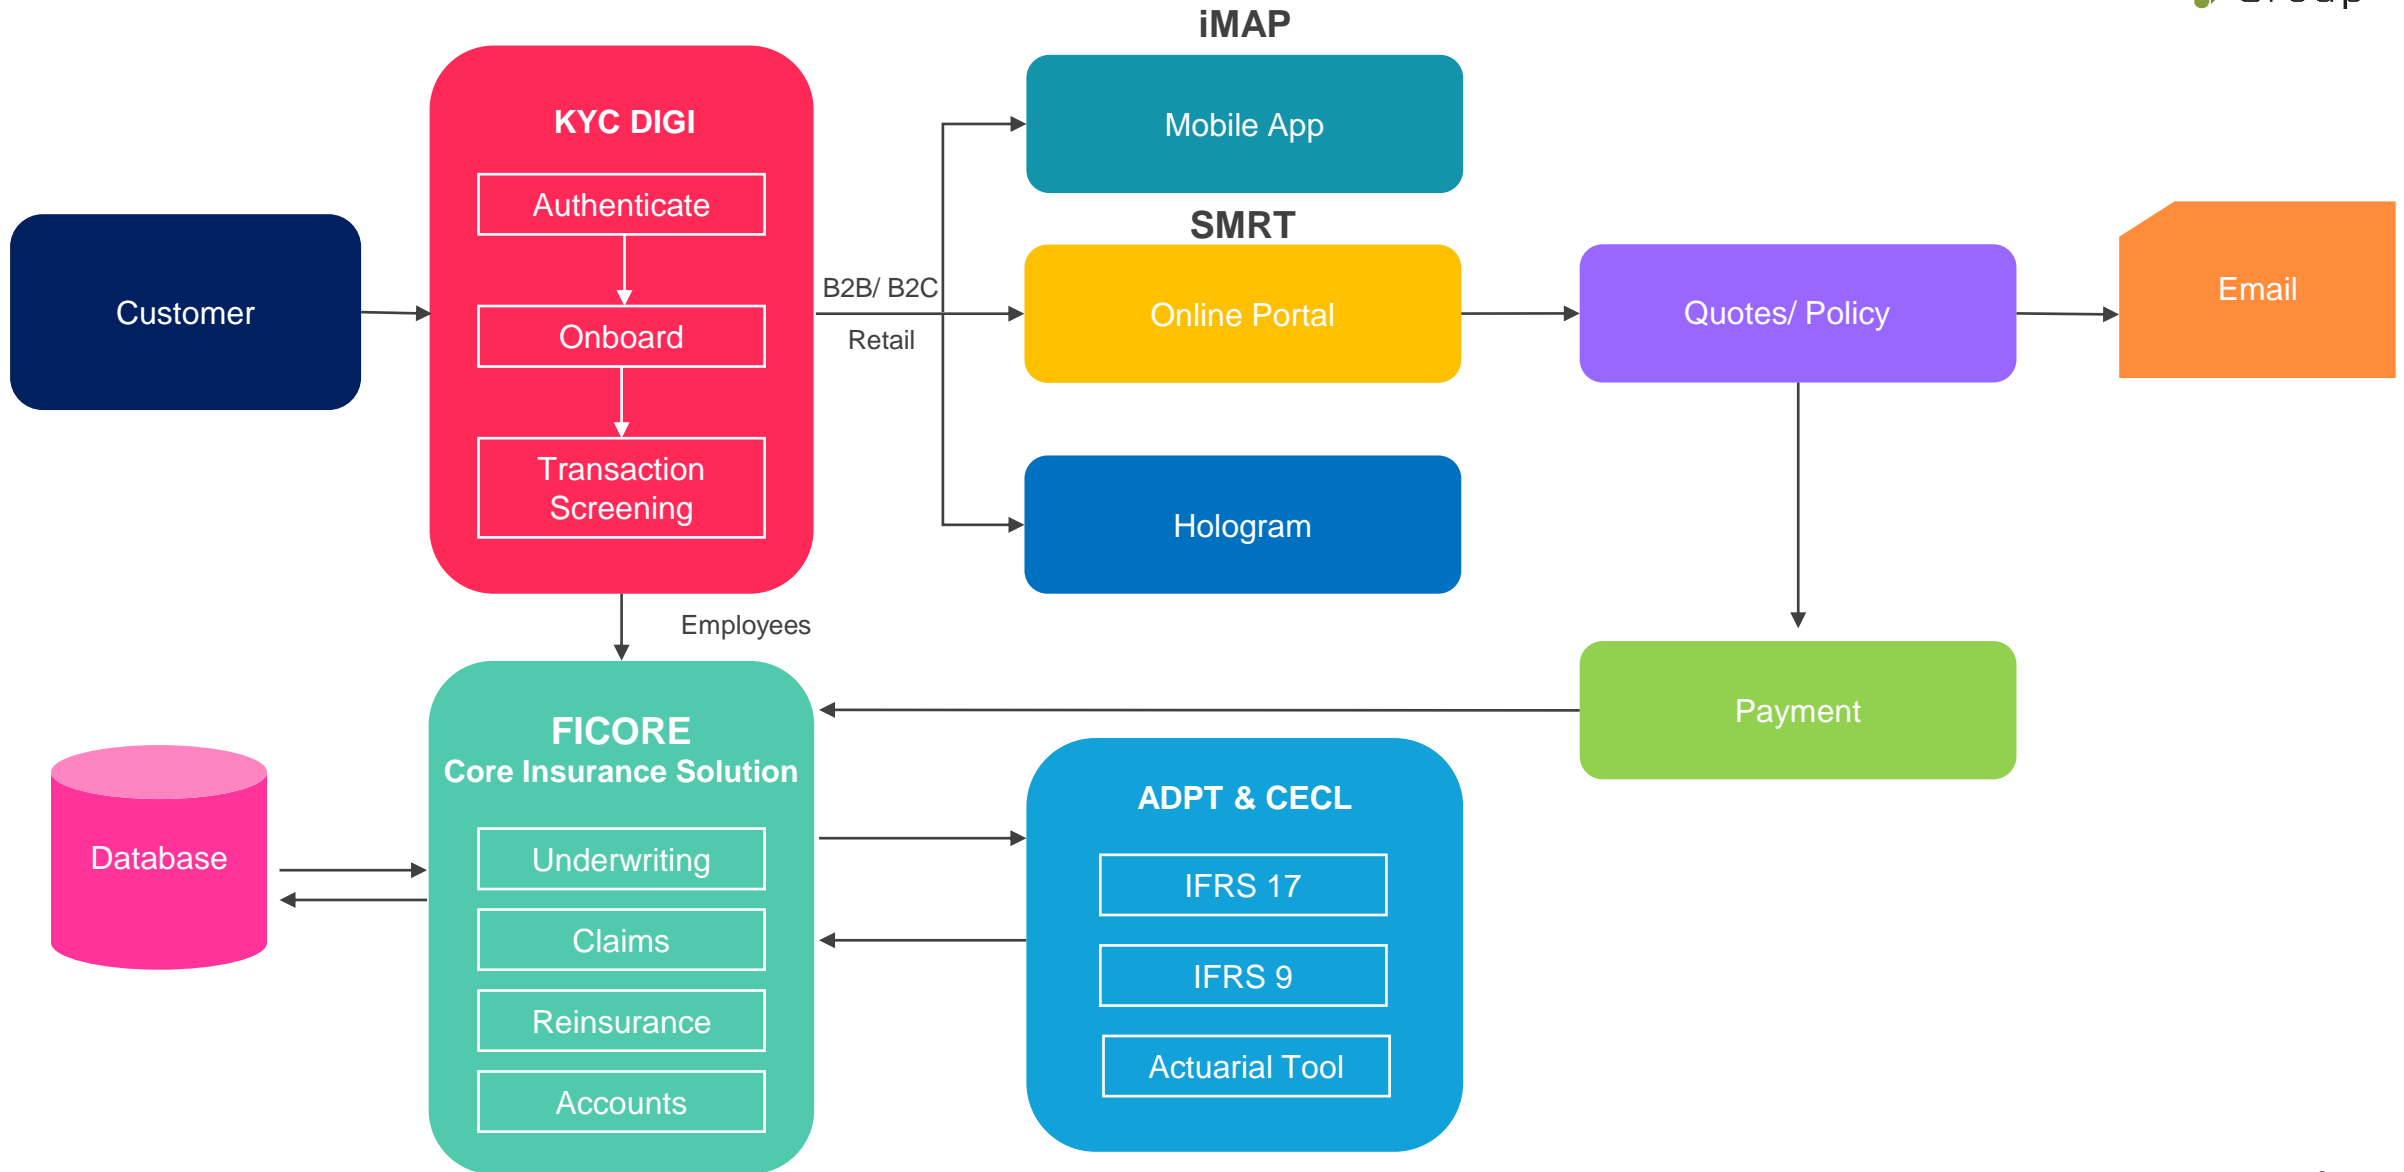 Group
iMAP
KYC DIGI
Mobile App
Authenticate
SMRT
Customer
B2B/ B2C
Retail
Online Portal
Quotes/ Policy
Email
Onboard
Transaction
Screening
Hologram
Employees
Payment
FICORE
Core Insurance Solution
ADPT & CECL
Database
Underwriting
IFRS 17
Claims
IFRS 9
Reinsurance
Actuarial Tool
Accounts